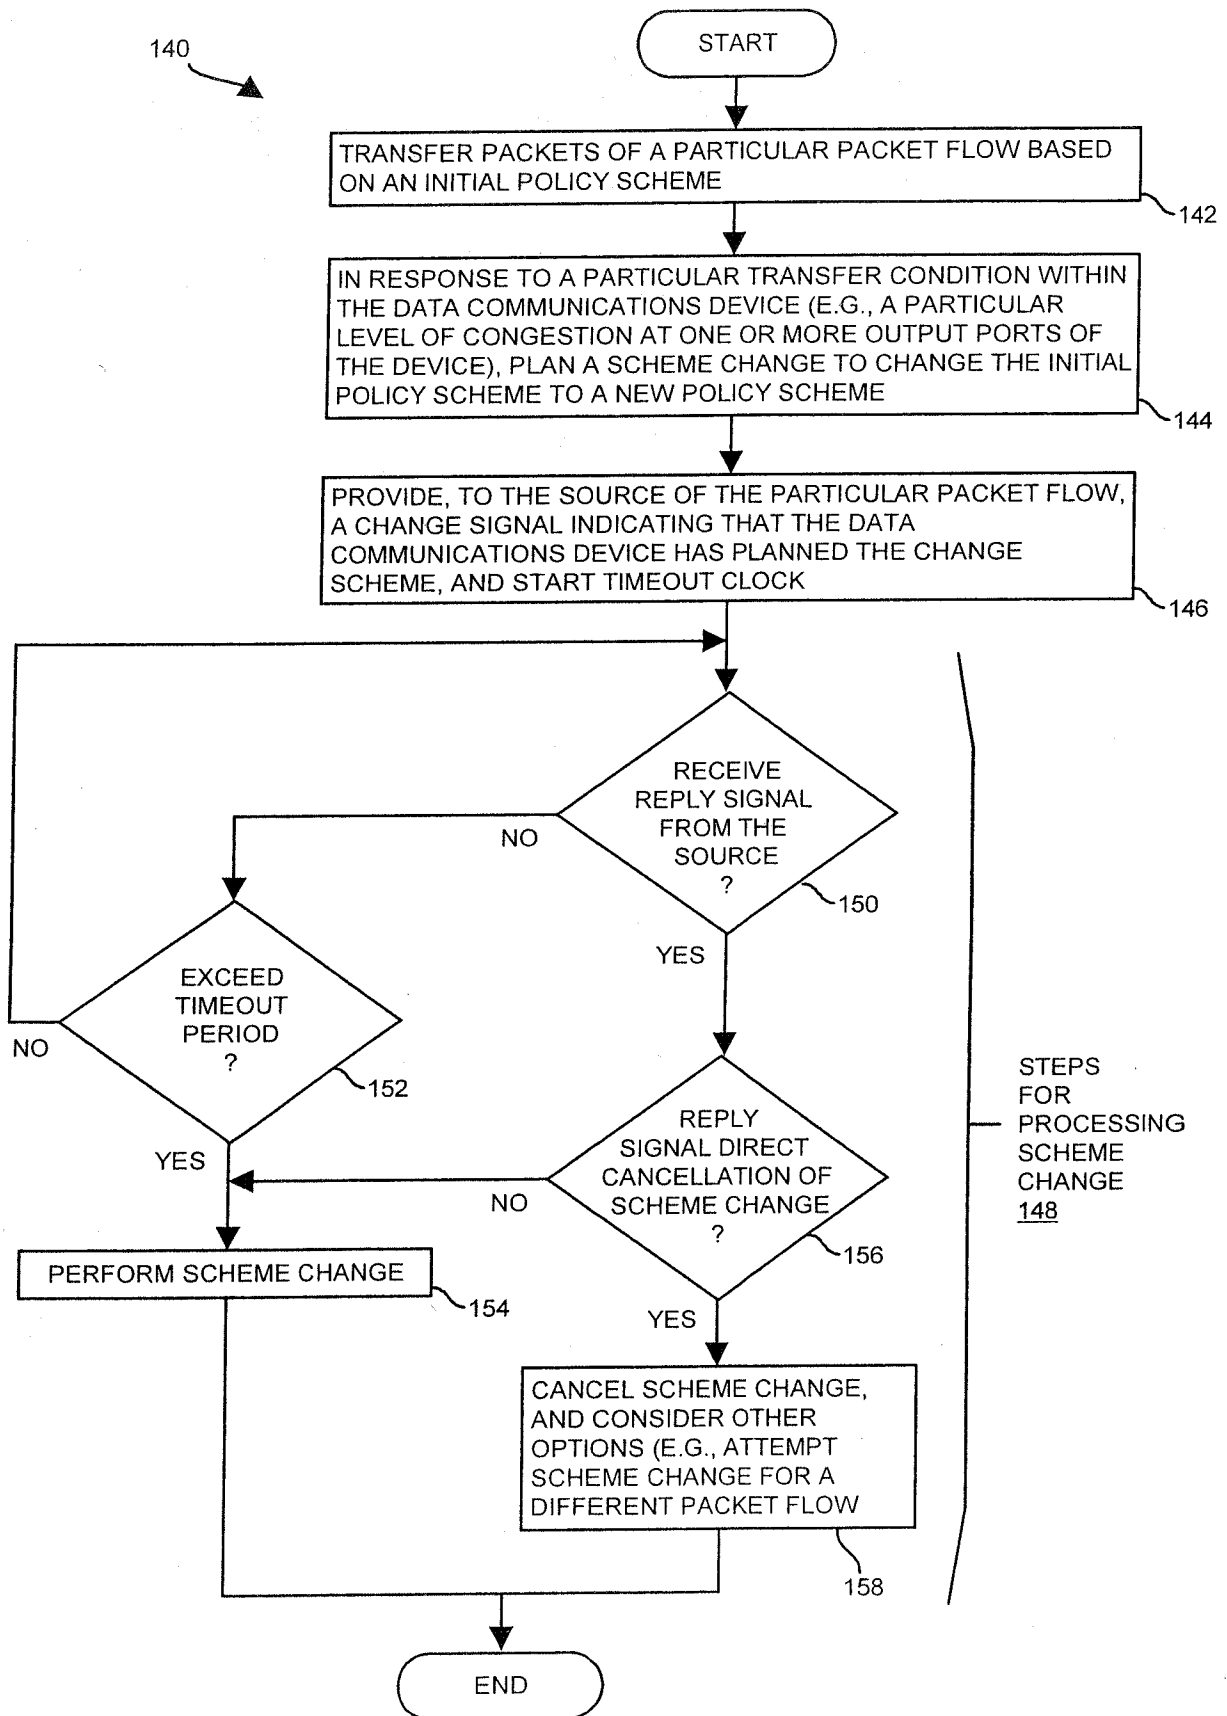 140
START
TRANSFER PACKETS OF A PARTICULAR PACKET FLOW BASED
ON AN INITIAL POLICY SCHEME
142
IN RESPONSE TO A PARTICULAR TRANSFER CONDITION WITHIN
THE DATA COMMUNICATIONS DEVICE (E.G., A PARTICULAR
LEVEL OF CONGESTION AT ONE OR MORE OUTPUT PORTS OF
THE DEVICE), PLAN A SCHEME CHANGE TO CHANGE THE INITIAL
POLICY SCHEME TO A NEW POLICY SCHEME
144
PROVIDE, TO THE SOURCE OF THE PARTICULAR PACKET FLOW,
A CHANGE SIGNAL INDICATING THAT THE DATA
COMMUNICATIONS DEVICE HAS PLANNED THE CHANGE
SCHEME, AND START TIMEOUT CLOCK
146
RECEIVE
REPLY SIGNAL
FROM THE
SOURCE
?
150
NO
YES
EXCEED
TIMEOUT
PERIOD
?
152
NO
YES
REPLY
SIGNAL DIRECT
CANCELLATION OF
SCHEME CHANGE
?
156
NO
YES
STEPS
FOR
PROCESSING
SCHEME
CHANGE
148
PERFORM SCHEME CHANGE
154
CANCEL SCHEME CHANGE,
AND CONSIDER OTHER
OPTIONS (E.G., ATTEMPT
SCHEME CHANGE FOR A
DIFFERENT PACKET FLOW
158
END